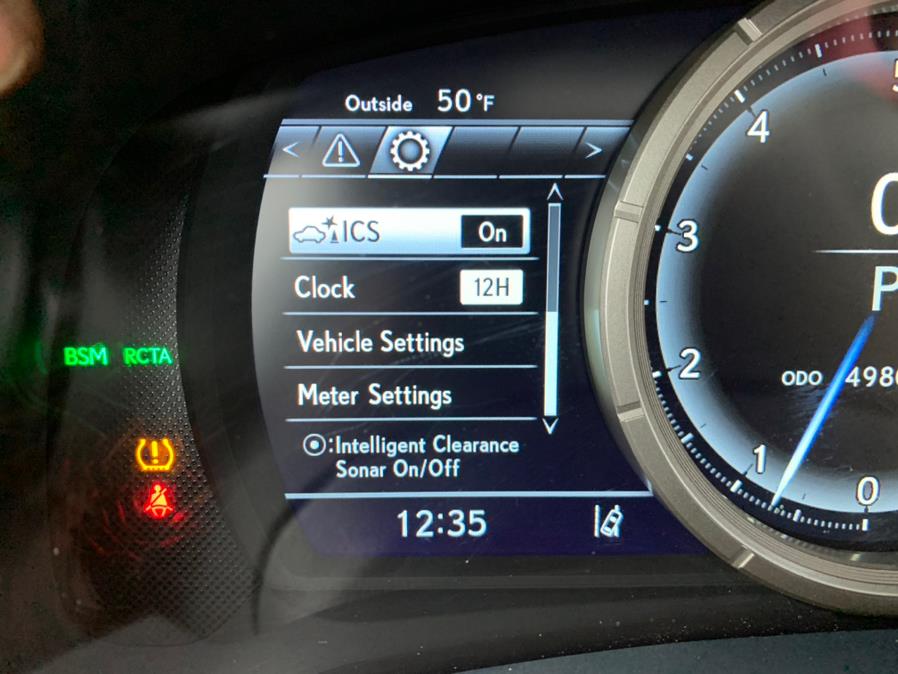 Outside 50°F
< >
ICS On
Clock 12H
Vehicle Settings
Meter Settings
:Intelligent Clearance
Sonar On/Off
12:35
BSM RCTA
4
3
2
1
0
P
ODO